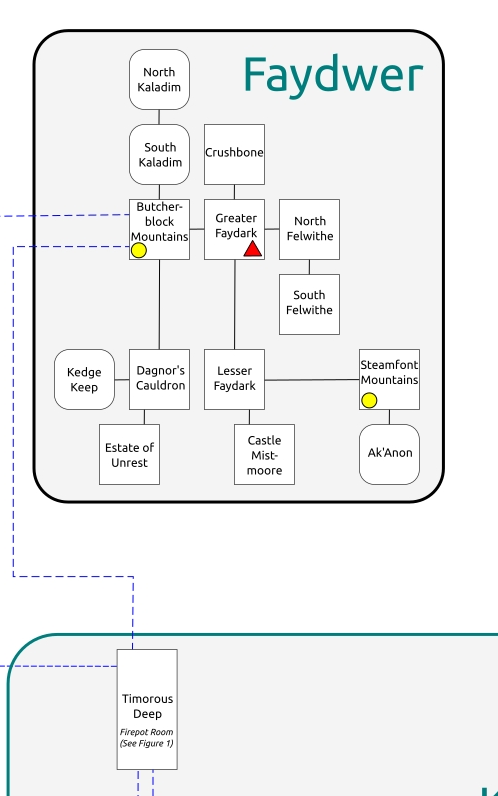 Faydwer
North
Kaladim
South
Kaladim
Crushbone
Butcher-
block
Mountains
Greater
Faydark
North
Felwithe
South
Felwithe
Kedge
Keep
Dagnor's
Cauldron
Lesser
Faydark
Steamfont
Mountains
Estate of
Unrest
Castle
Mist-
moore
Ak'Anon
Timorous
Deep
Firepot Room
(See Figure 1)